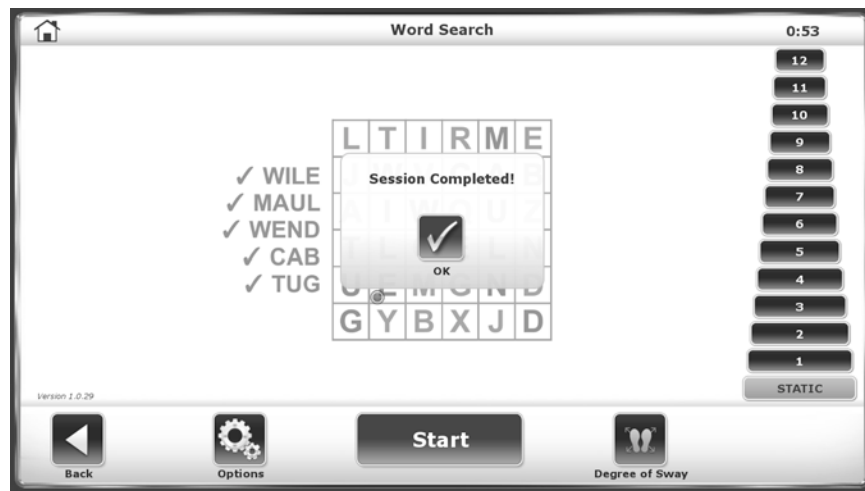 Word Search
0:53
12
11
10
9
8
7
6
5
4
3
2
1
STATIC
L T I R M E
✓ WILE
✓ MAUL
✓ WEND
✓ CAB
✓ TUG
Session Completed!
OK
G Y B X J D
Version 1.0.29
Back
Options
Start
Degree of Sway